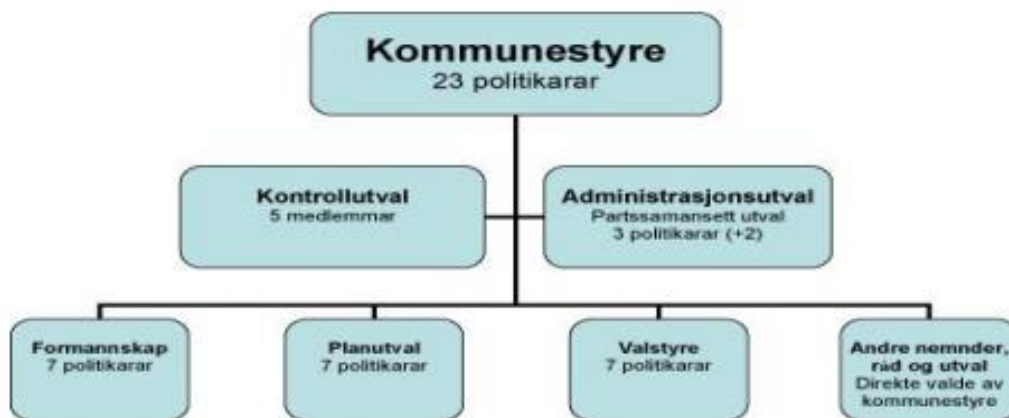 Kommunestyre
23 politikarar
Kontrollutval
5 medlemmar
Administrasjonsutval
Partssamansett utval
3 politikarar (+2)
Formannskap
7 politikarar
Planutval
7 politikarar
Valstyre
7 politikarar
Andre nemnder,
råd og utval
Direkte valde av
kommunestyre